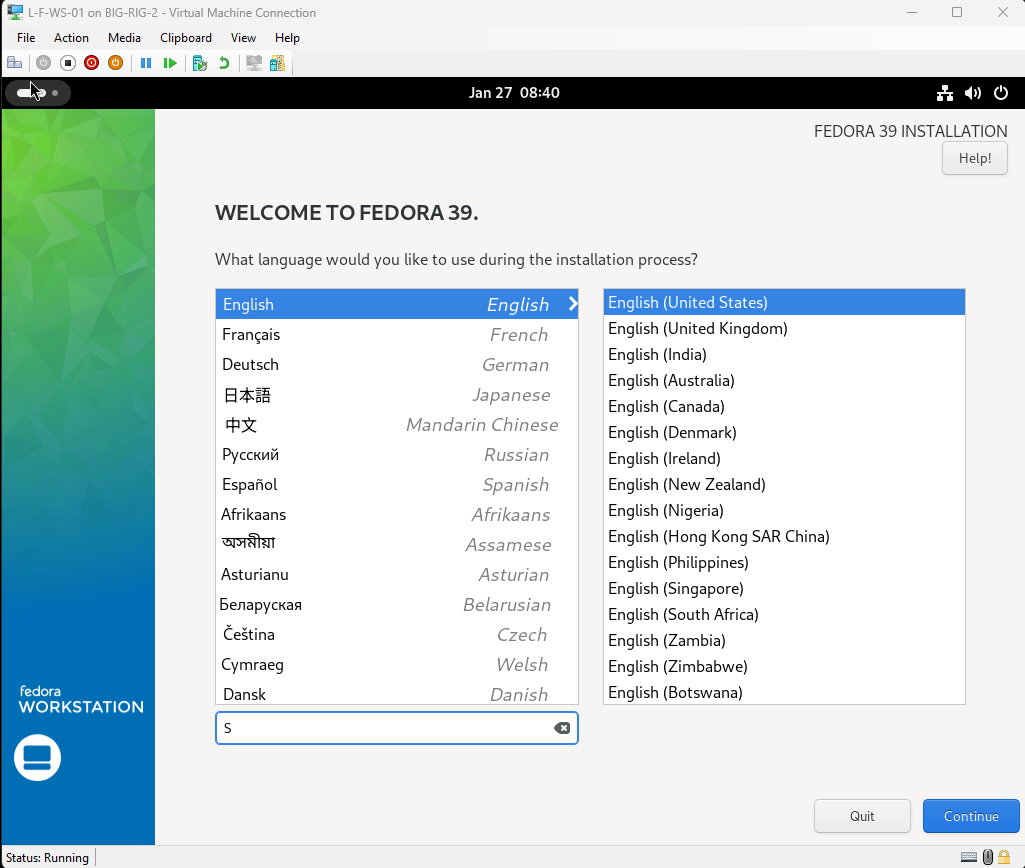 L-F-WS-01 on BIG-RIG-2 - Virtual Machine Connection
File Action Media Clipboard View Help
Jan 27 08:40
FEDORA 39 INSTALLATION
Help!
WELCOME TO FEDORA 39.
What language would you like to use during the installation process?
English English
Français French
Deutsch German
日本語 Japanese
中文 Mandarin Chinese
Русский Russian
Español Spanish
Afrikaans Afrikaans
অসমীয়া Assamese
Asturianu Asturian
Беларуская Belarusian
Čeština Czech
Cymraeg Welsh
Dansk Danish
S
English (United States)
English (United Kingdom)
English (India)
English (Australia)
English (Canada)
English (Denmark)
English (Ireland)
English (New Zealand)
English (Nigeria)
English (Hong Kong SAR China)
English (Philippines)
English (Singapore)
English (South Africa)
English (Zambia)
English (Zimbabwe)
English (Botswana)
fedora
WORKSTATION
Quit
Continue
Status: Running